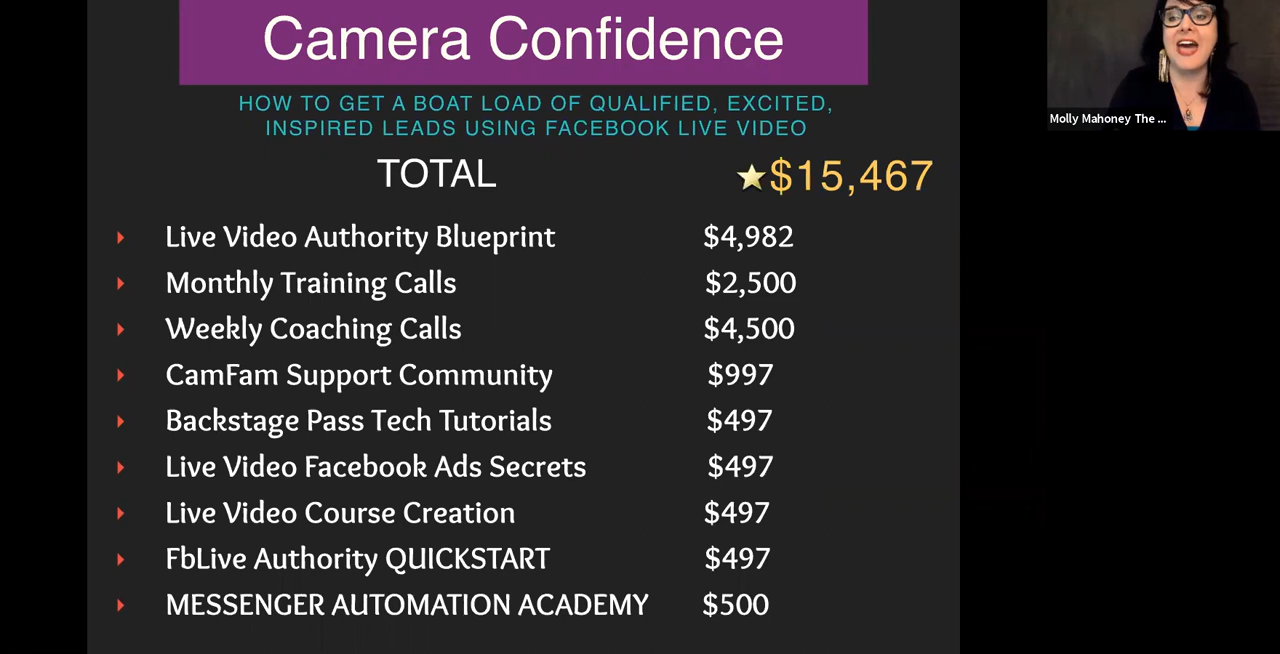 Camera Confidence
HOW TO GET A BOAT LOAD OF QUALIFIED, EXCITED,
INSPIRED LEADS USING FACEBOOK LIVE VIDEO
TOTAL $15,467
Live Video Authority Blueprint $4,982
Monthly Training Calls $2,500
Weekly Coaching Calls $4,500
CamFam Support Community $997
Backstage Pass Tech Tutorials $497
Live Video Facebook Ads Secrets $497
Live Video Course Creation $497
FbLive Authority QUICKSTART $497
MESSENGER AUTOMATION ACADEMY $500
Molly Mahoney The ...